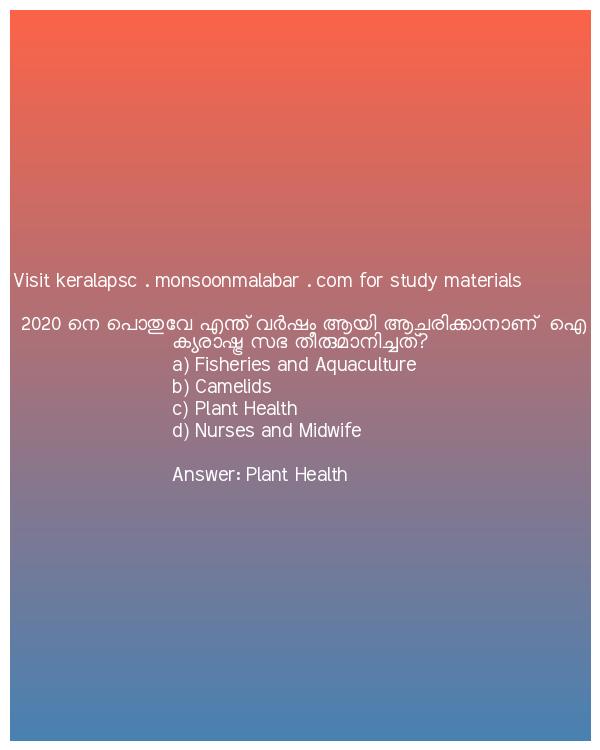 Visit keralapsc . monsoonmalabar . com for study materials
2020 നെ പൊതുവേ എന്ത് വർഷം ആയി ആചരിക്കാനാണ് ഐ
ക്യരാഷ്ട്ര സഭ തീരുമാനിച്ചത്?
a) Fisheries and Aquaculture
b) Camelids
c) Plant Health
d) Nurses and Midwife
Answer: Plant Health